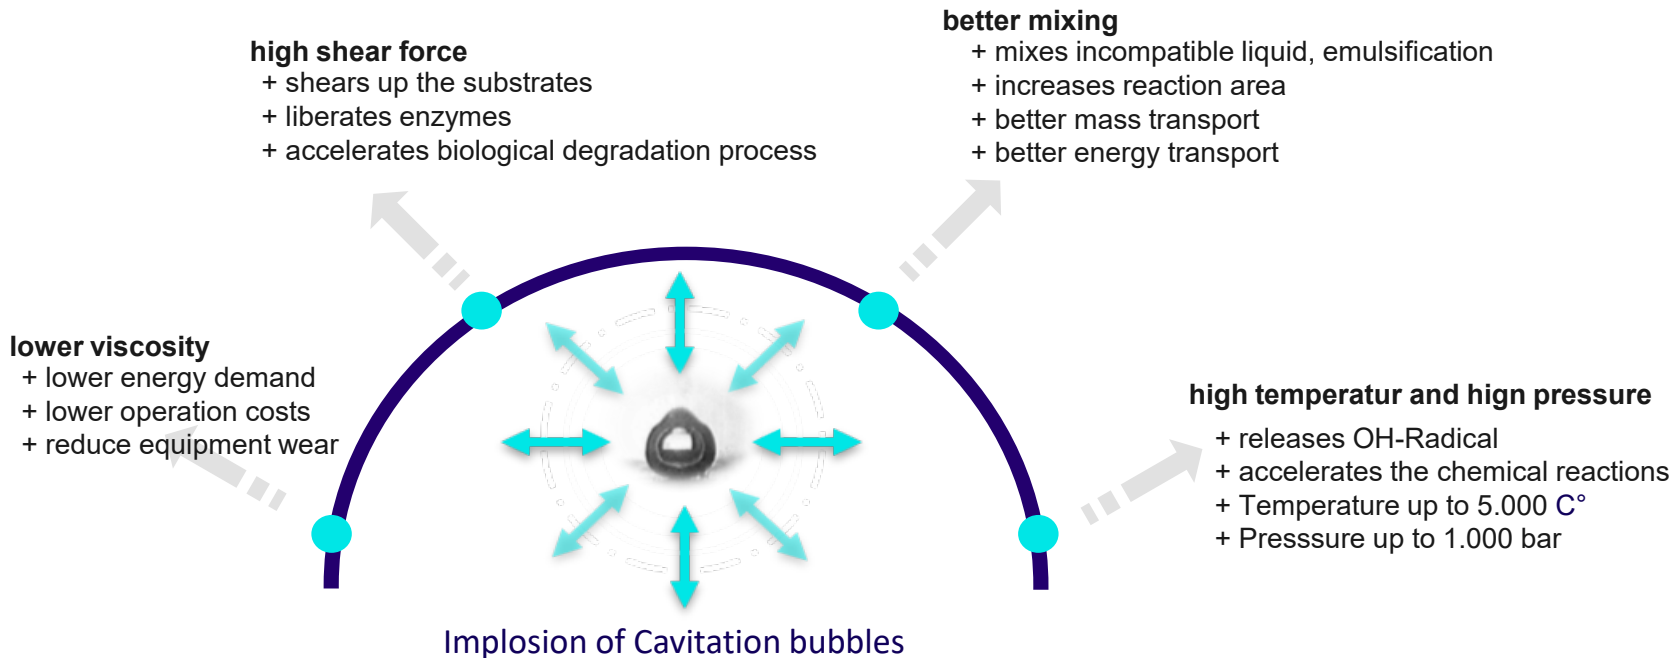 better mixing
+ mixes incompatible liquid, emulsification
+ increases reaction area
+ better mass transport
+ better energy transport
high shear force
+ shears up the substrates
+ liberates enzymes
+ accelerates biological degradation process
lower viscosity
+ lower energy demand
+ lower operation costs
+ reduce equipment wear
high temperatur and hign pressure
+ releases OH-Radical
+ accelerates the chemical reactions
+ Temperature up to 5.000 C°
+ Presssure up to 1.000 bar
Implosion of Cavitation bubbles